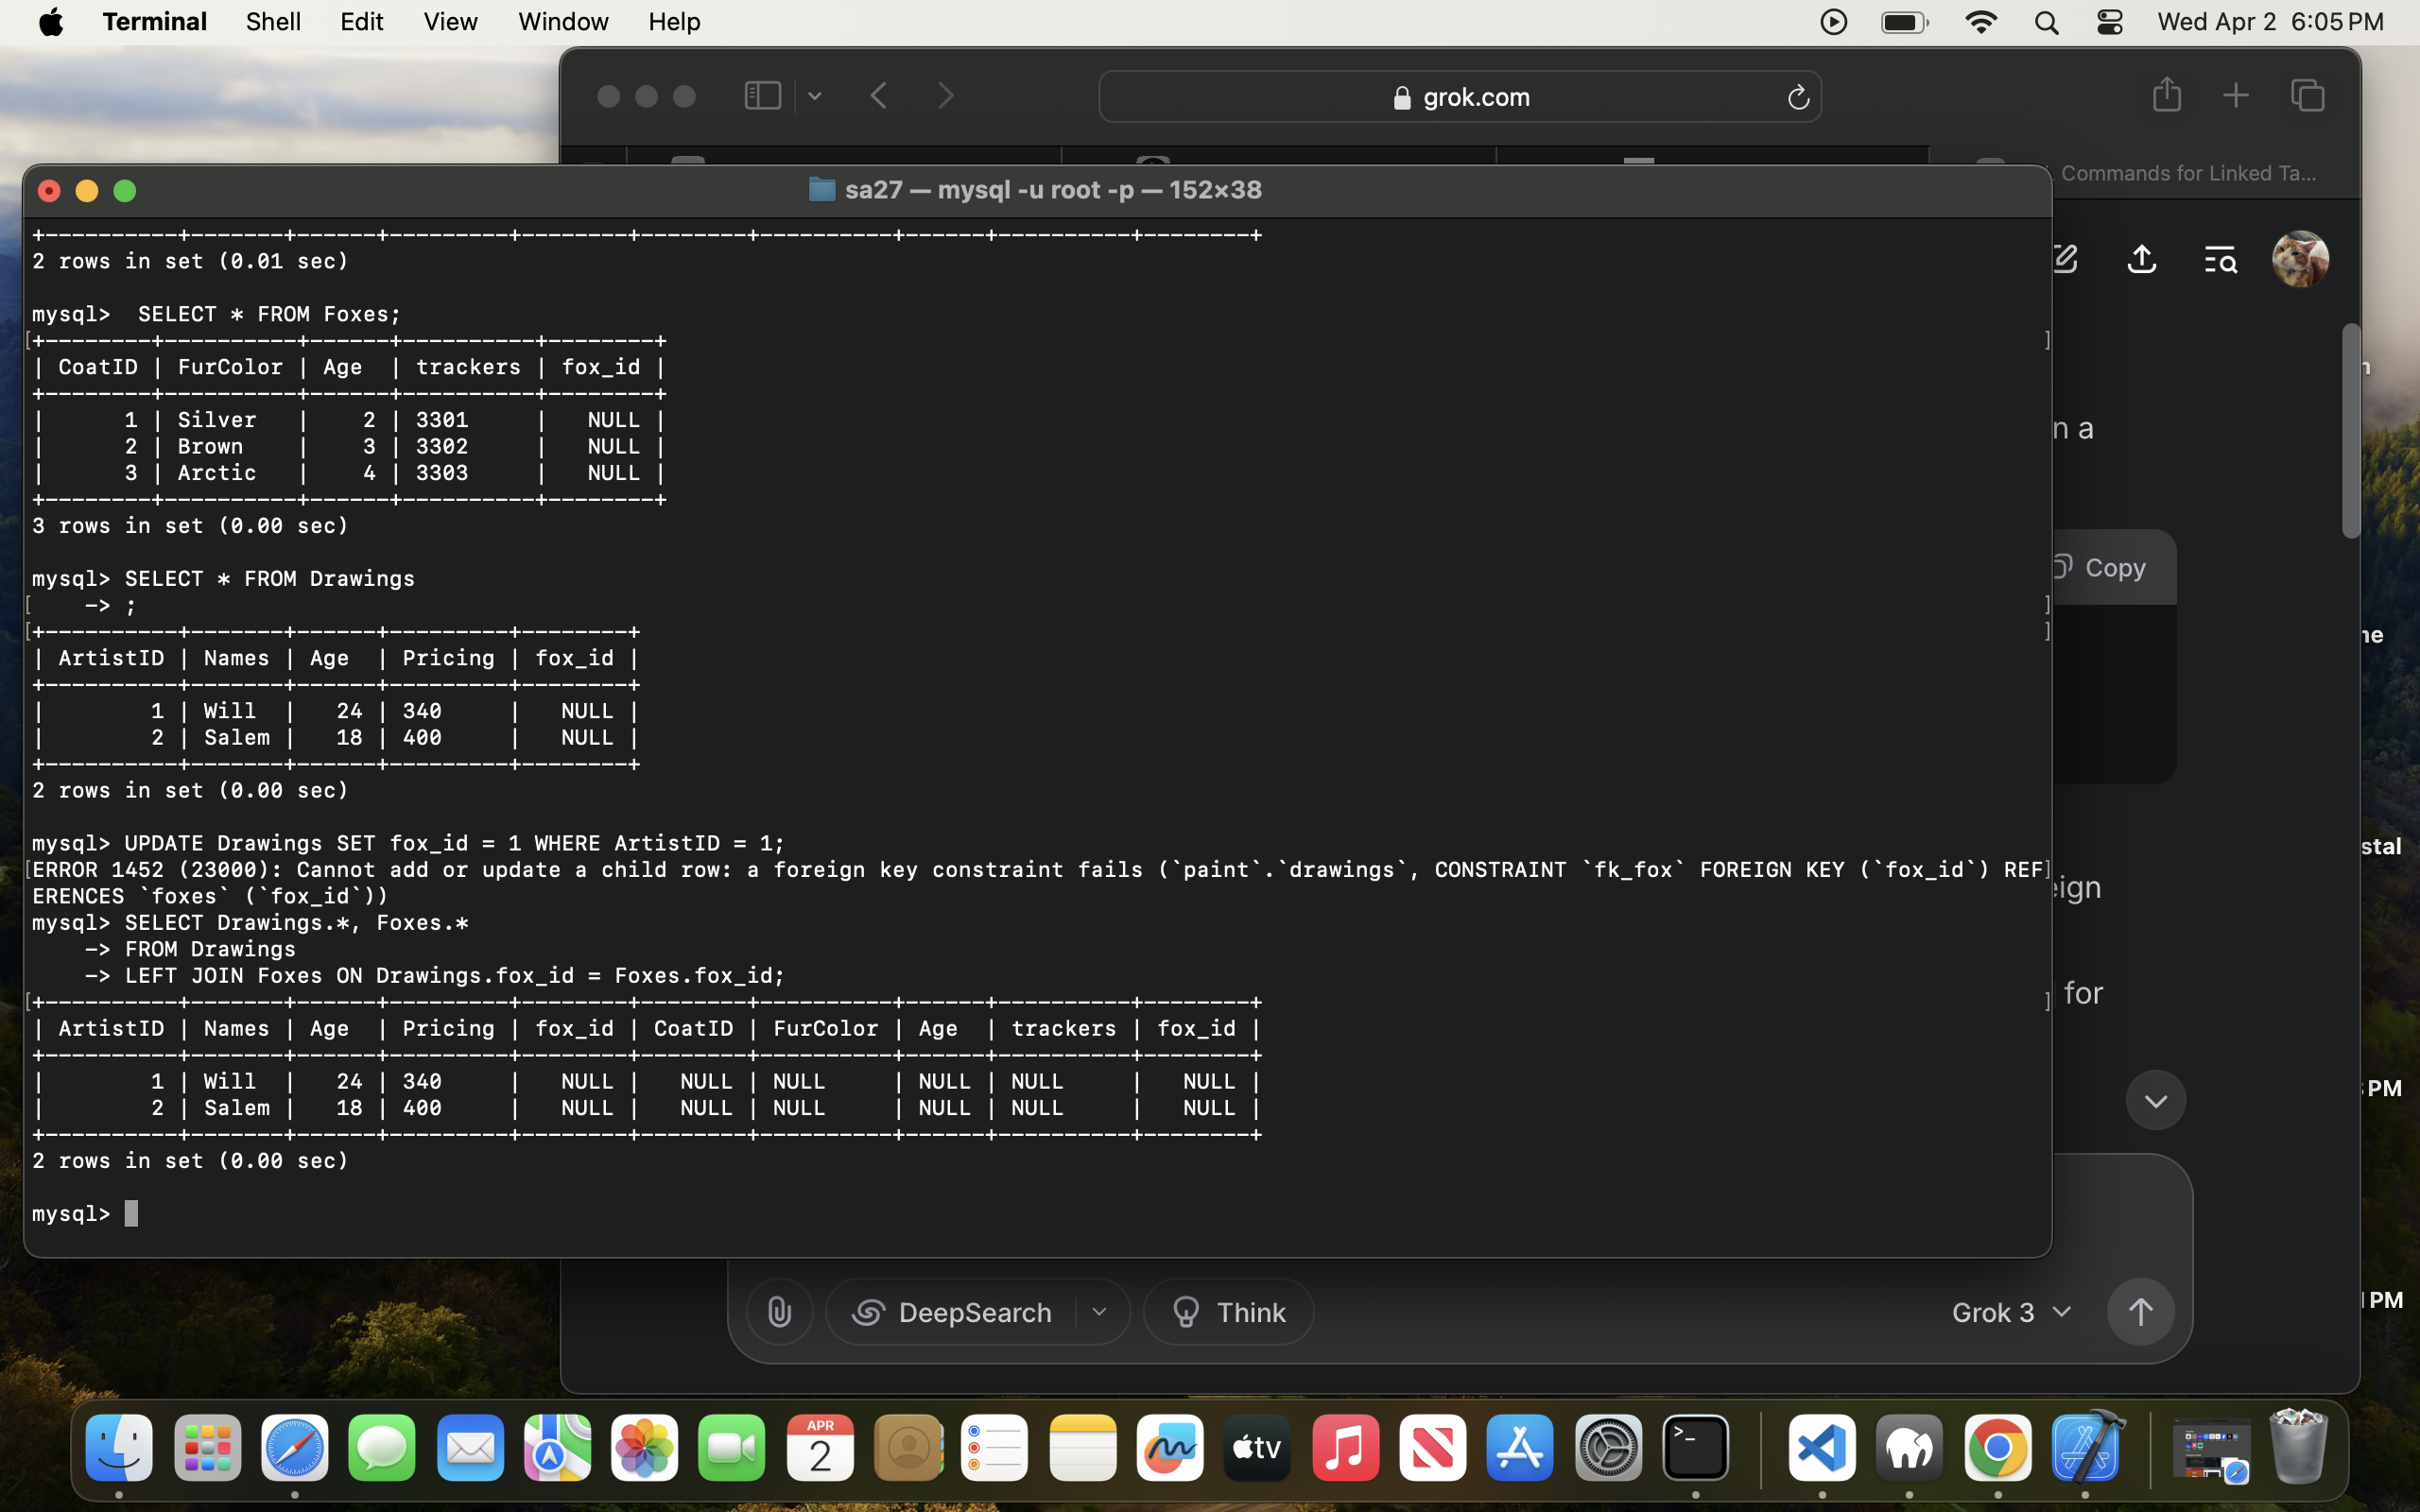 Terminal Shell Edit View Window Help Wed Apr 2 6:05 PM
grok.com
Commands for Linked Ta...
sa27 — mysql -u root -p — 152×38
+----------+-------+------+---------+--------+--------+----------+------+----------+--------+
2 rows in set (0.01 sec)
mysql>  SELECT * FROM Foxes;
+--------+----------+------+----------+--------+
| CoatID | FurColor | Age  | trackers | fox_id |
+--------+----------+------+----------+--------+
|      1 | Silver   |    2 | 3301     |   NULL |
|      2 | Brown    |    3 | 3302     |   NULL |
|      3 | Arctic   |    4 | 3303     |   NULL |
+--------+----------+------+----------+--------+
3 rows in set (0.00 sec)
mysql> SELECT * FROM Drawings
    -> ;
+----------+-------+------+---------+--------+
| ArtistID | Names | Age  | Pricing | fox_id |
+----------+-------+------+---------+--------+
|        1 | Will  |   24 | 340     |   NULL |
|        2 | Salem |   18 | 400     |   NULL |
+----------+-------+------+---------+--------+
2 rows in set (0.00 sec)
mysql> UPDATE Drawings SET fox_id = 1 WHERE ArtistID = 1;
ERROR 1452 (23000): Cannot add or update a child row: a foreign key constraint fails (`paint`.`drawings`, CONSTRAINT `fk_fox` FOREIGN KEY (`fox_id`) REF
ERENCES `foxes` (`fox_id`))
mysql> SELECT Drawings.*, Foxes.*
    -> FROM Drawings
    -> LEFT JOIN Foxes ON Drawings.fox_id = Foxes.fox_id;
+----------+-------+------+---------+--------+--------+----------+------+----------+--------+
| ArtistID | Names | Age  | Pricing | fox_id | CoatID | FurColor | Age  | trackers | fox_id |
+----------+-------+------+---------+--------+--------+----------+------+----------+--------+
|        1 | Will  |   24 | 340     |   NULL |   NULL | NULL     | NULL | NULL     |   NULL |
|        2 | Salem |   18 | 400     |   NULL |   NULL | NULL     | NULL | NULL     |   NULL |
+----------+-------+------+---------+--------+--------+----------+------+----------+--------+
2 rows in set (0.00 sec)
mysql>
n a
Copy
eign
for
stal
PM
PM
DeepSearch
Think
Grok 3
APR
2
tv
>_